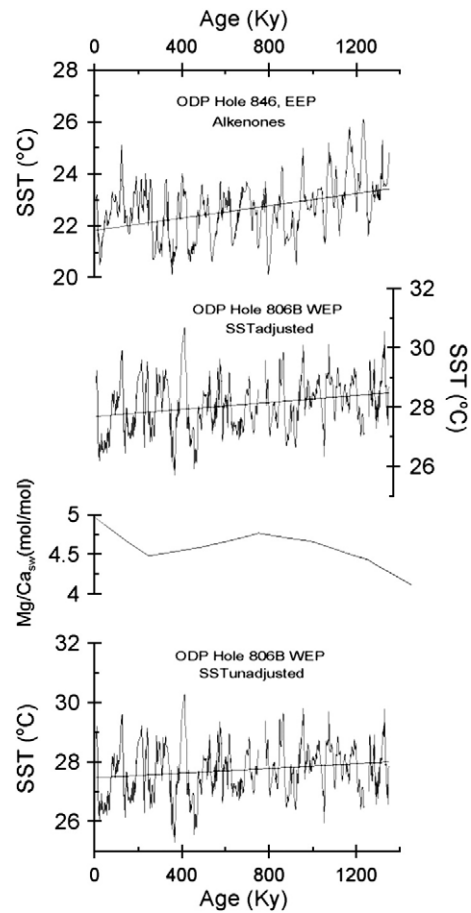 Age (Ky)
0 400 800 1200
28
26
24
22
20
SST (°C)
ODP Hole 846, EEP
Alkenones
32
30
28
26
SST (°C)
ODP Hole 806B WEP
SSTadjusted
5
4.5
4
Mg/Casw(mol/mol)
ODP Hole 806B WEP
SSTunadjusted
32
30
28
26
SST (°C)
0 400 800 1200
Age (Ky)